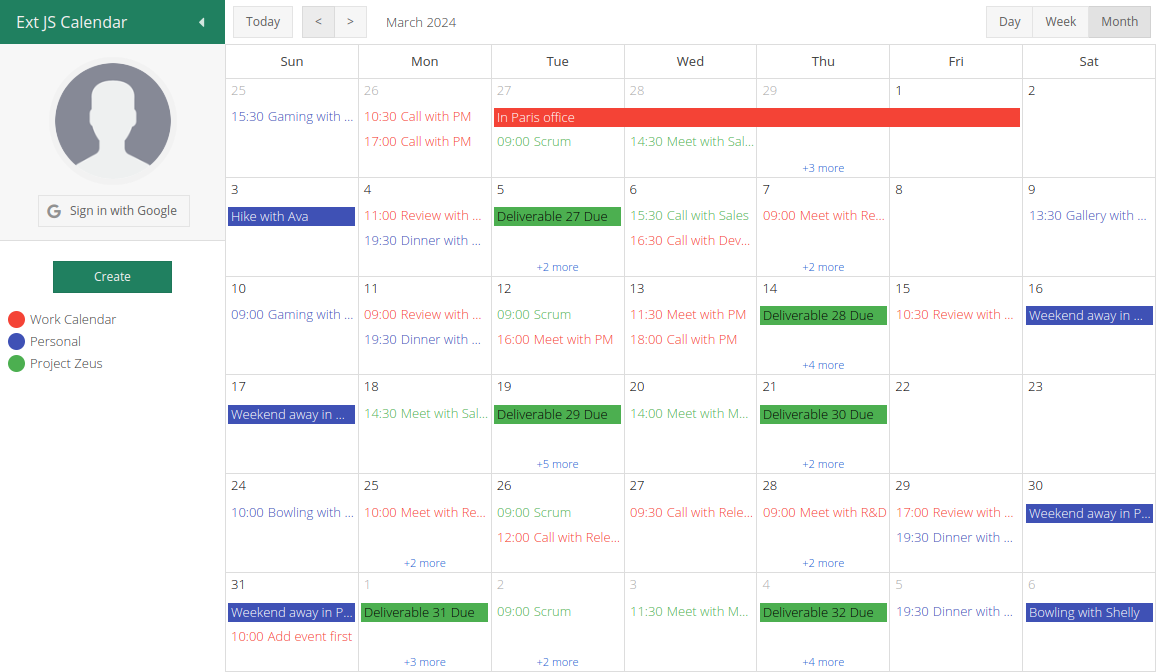 Ext JS Calendar
Today < > March 2024 Day Week Month
Sign in with Google
Create
Work Calendar
Personal
Project Zeus
Sun Mon Tue Wed Thu Fri Sat
25 26 27 28 29 1 2
15:30 Gaming with ... 10:30 Call with PM In Paris office
17:00 Call with PM 09:00 Scrum 14:30 Meet with Sal...
+3 more
3 4 5 6 7 8 9
Hike with Ava 11:00 Review with ... Deliverable 27 Due 15:30 Call with Sales 09:00 Meet with Re... 13:30 Gallery with ...
19:30 Dinner with ... 16:30 Call with Dev...
+2 more +2 more
10 11 12 13 14 15 16
09:00 Gaming with ... 09:00 Review with ... 09:00 Scrum 11:30 Meet with PM Deliverable 28 Due 10:30 Review with ... Weekend away in ...
19:30 Dinner with ... 16:00 Meet with PM 18:00 Call with PM
+4 more
17 18 19 20 21 22 23
Weekend away in ... 14:30 Meet with Sal... Deliverable 29 Due 14:00 Meet with M... Deliverable 30 Due
+5 more +2 more
24 25 26 27 28 29 30
10:00 Bowling with ... 10:00 Meet with Re... 09:00 Scrum 09:30 Call with Rele... 09:00 Meet with R&D 17:00 Review with ... Weekend away in P...
12:00 Call with Rele... 19:30 Dinner with ...
+2 more +2 more
31 1 2 3 4 5 6
Weekend away in P... Deliverable 31 Due 09:00 Scrum 11:30 Meet with M... Deliverable 32 Due 19:30 Dinner with ... Bowling with Shelly
10:00 Add event first
+3 more +2 more +4 more